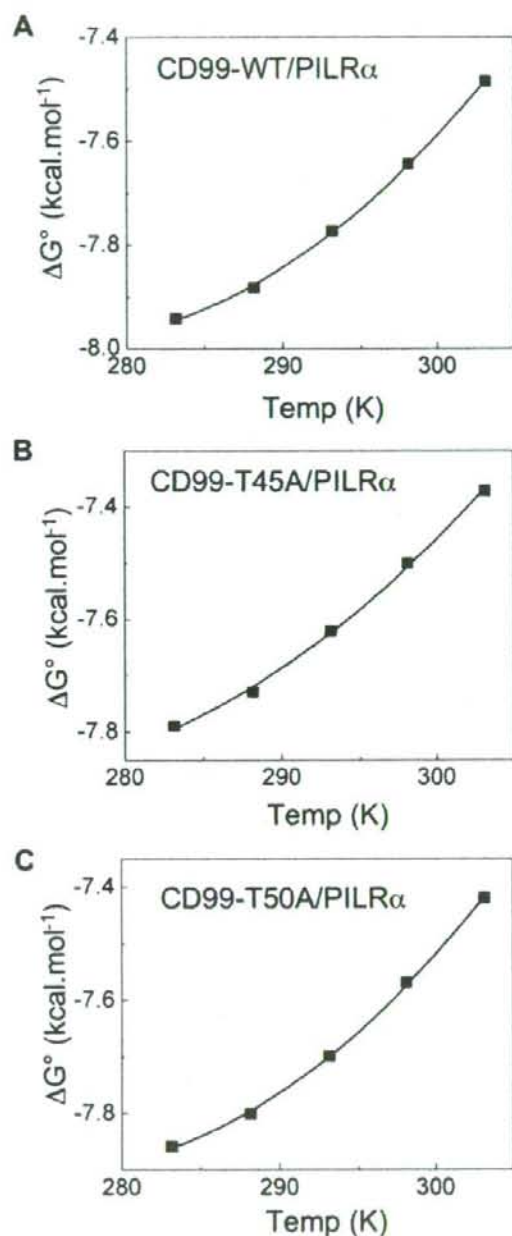 A
CD99-WT/PILRα
ΔG° (kcal.mol⁻¹)
-7.4
-7.6
-7.8
-8.0
280 290 300
Temp (K)
B
CD99-T45A/PILRα
ΔG° (kcal.mol⁻¹)
-7.4
-7.6
-7.8
280 290 300
Temp (K)
C
CD99-T50A/PILRα
ΔG° (kcal.mol⁻¹)
-7.4
-7.6
-7.8
280 290 300
Temp (K)